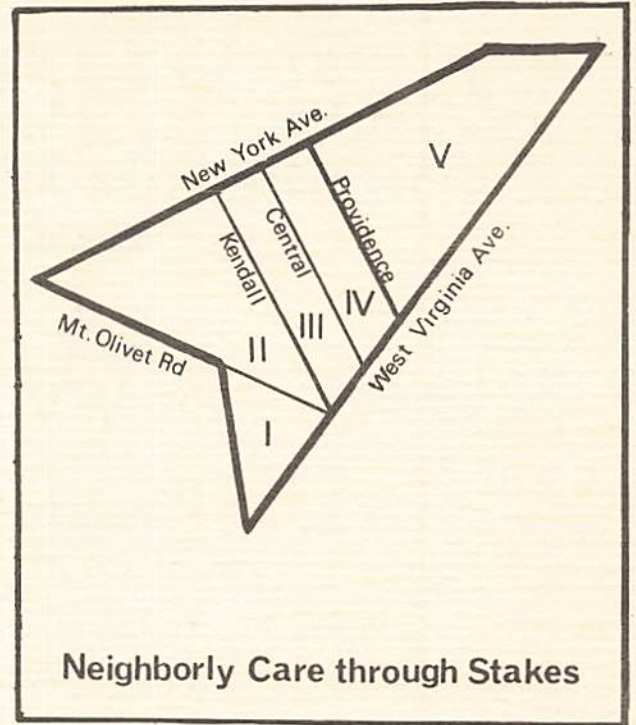 New York Ave.
V
Providence
Central
Kendall
IV
III
II
West Virginia Ave.
Mt. Olivet Rd
I
Neighborly Care through Stakes